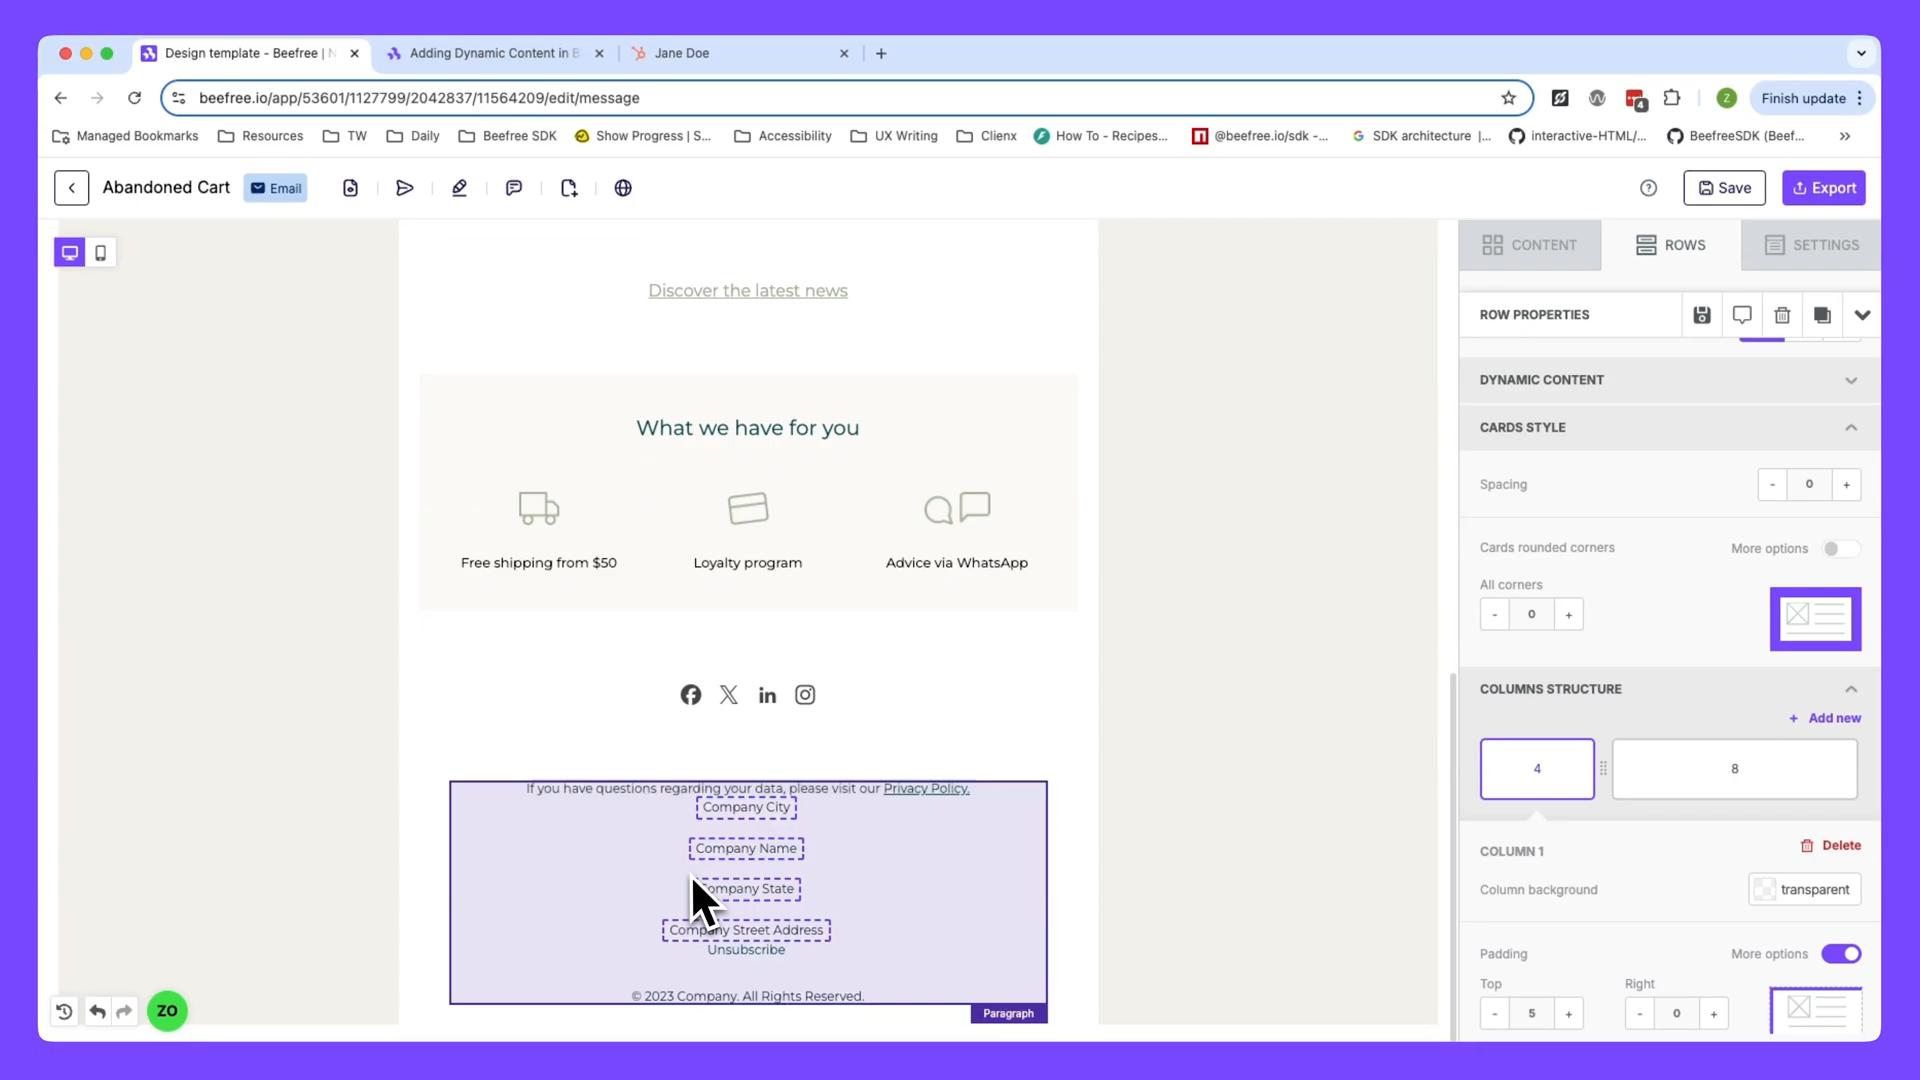 Design template - Beefree | N
Adding Dynamic Content in B
Jane Doe
beefree.io/app/53601/1127799/2042837/11564209/edit/message
4
Z
Finish update
Managed Bookmarks
Resources
TW
Daily
Beefree SDK
Show Progress | S...
Accessibility
UX Writing
Clienx
How To - Recipes...
@beefree.io/sdk -...
SDK architecture |...
interactive-HTML/...
BeefreeSDK (Beef...
Abandoned Cart
Email
Save
Export
Discover the latest news
What we have for you
Free shipping from $50
Loyalty program
Advice via WhatsApp
If you have questions regarding your data, please visit our Privacy Policy.
Company City
Company Name
Company State
Company Street Address
Unsubscribe
© 2023 Company. All Rights Reserved.
Paragraph
ZO
CONTENT
ROWS
SETTINGS
ROW PROPERTIES
DYNAMIC CONTENT
CARDS STYLE
Spacing
- 0 +
Cards rounded corners
More options
All corners
- 0 +
COLUMNS STRUCTURE
+ Add new
4
8
COLUMN 1
Delete
Column background
transparent
Padding
More options
Top
Right
- 5 +
- 0 +